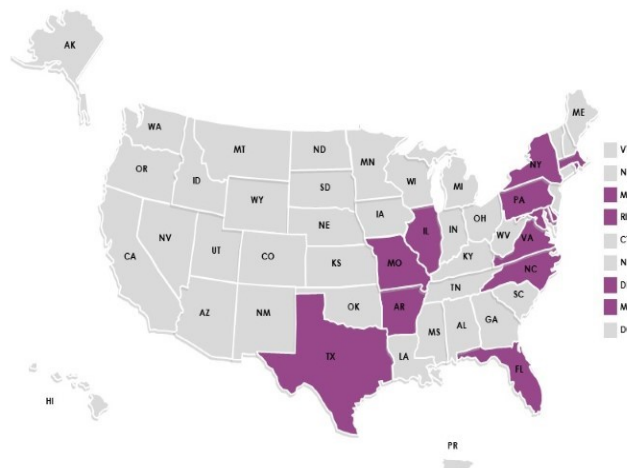 AK
ME
WA
MT
ND
MN
OR
ID
WY
SD
WI
MI
NY
NV
UT
CO
NE
IA
IL
IN
OH
PA
WV
VA
CA
KS
MO
KY
NC
AZ
NM
OK
AR
TN
SC
TX
LA
MS
AL
GA
FL
HI
PR
V
N
M
RI
CT
N
D
M
D